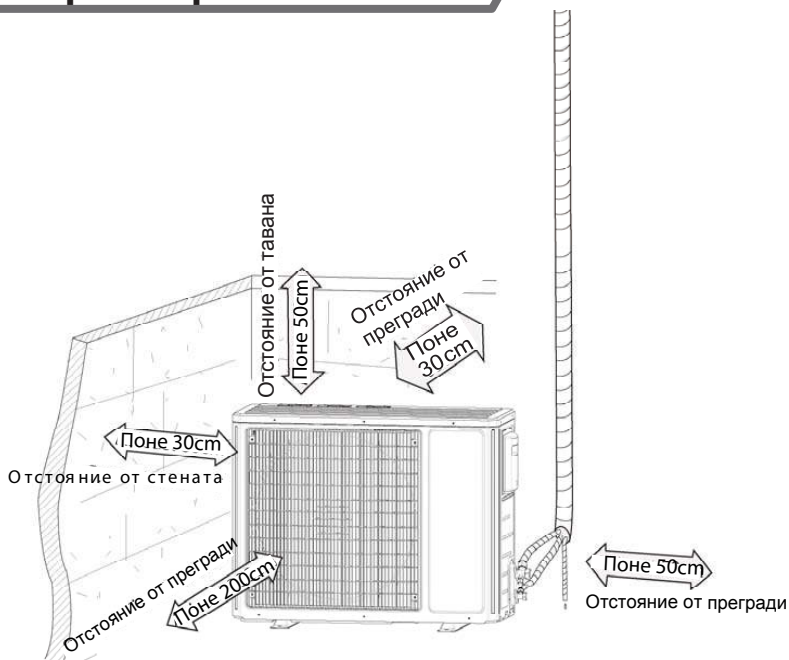 Отстояние от тавана
Поне 50cm
Отстояние от
прегради
Поне
30cm
Поне 30cm
Отстояние от стената
Отстояние от прегради
Поне 200cm
Поне 50cm
Отстояние от прегради